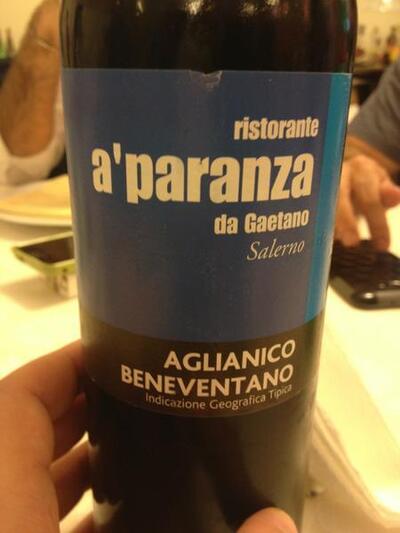 ristorante
a'paranza
da Gaetano
Salerno
AGLIANICO
BENEVENTANO
Indicazione Geografica Tipica